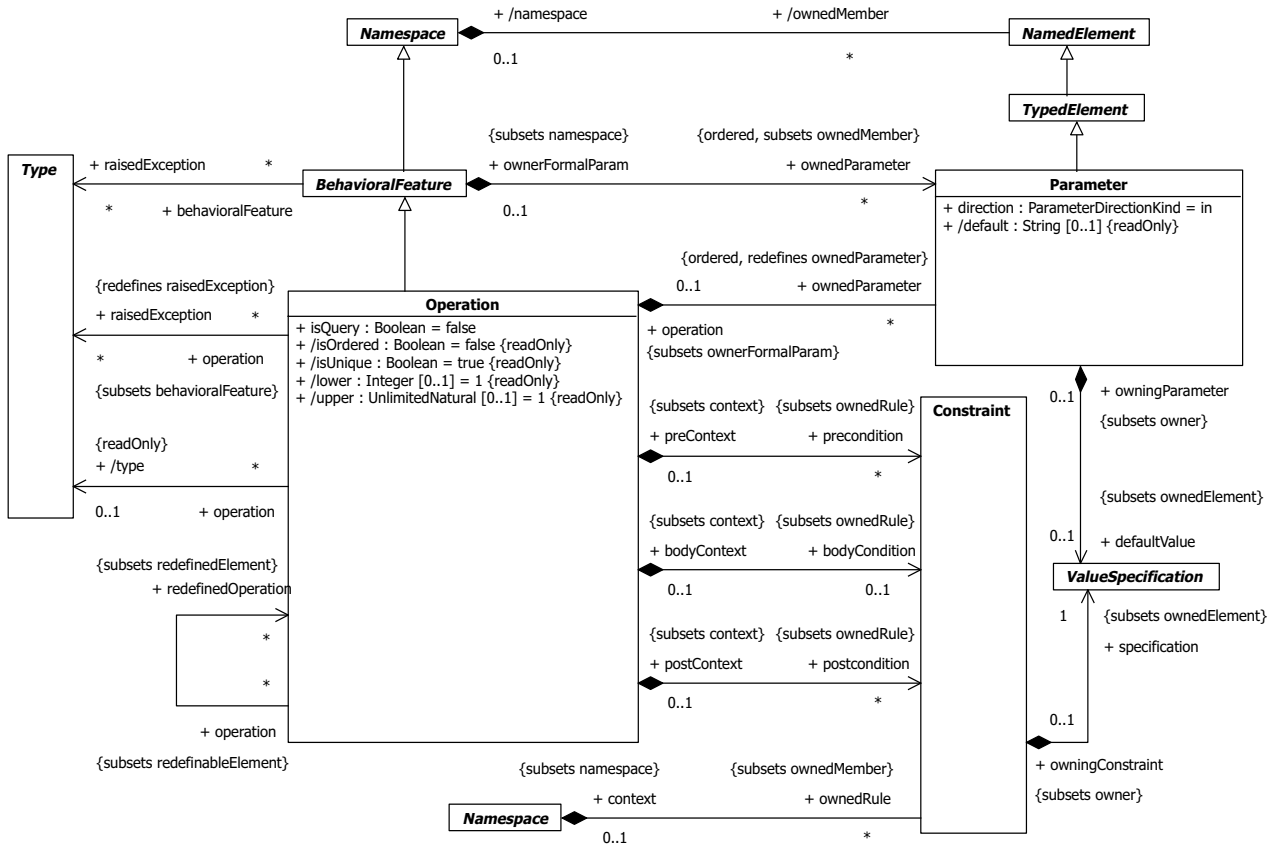 + /namespace
+ /ownedMember
Namespace
NamedElement
0..1
*
TypedElement
{subsets namespace}
{ordered, subsets ownedMember}
Type
+ raisedException
*
+ ownerFormalParam
+ ownedParameter
BehavioralFeature
Parameter
*
+ behavioralFeature
0..1
*
+ direction : ParameterDirectionKind = in
+ /default : String [0..1] {readOnly}
{ordered, redefines ownedParameter}
{redefines raisedException}
0..1
+ ownedParameter
Operation
+ raisedException
*
+ operation
*
+ isQuery : Boolean = false
+ /isOrdered : Boolean = false {readOnly}
+ /isUnique : Boolean = true {readOnly}
+ /lower : Integer [0..1] = 1 {readOnly}
+ /upper : UnlimitedNatural [0..1] = 1 {readOnly}
*
+ operation
{subsets ownerFormalParam}
{subsets behavioralFeature}
0..1
+ owningParameter
{subsets owner}
{subsets context}
{subsets ownedRule}
Constraint
{readOnly}
+ preContext
+ precondition
+ /type
*
0..1
*
0..1
+ operation
{subsets ownedElement}
{subsets context}
{subsets ownedRule}
0..1
+ defaultValue
+ bodyContext
+ bodyCondition
{subsets redefinedElement}
ValueSpecification
+ redefinedOperation
0..1
0..1
1
{subsets ownedElement}
*
{subsets context}
{subsets ownedRule}
+ specification
+ postContext
+ postcondition
*
0..1
*
0..1
+ operation
{subsets redefinableElement}
+ owningConstraint
{subsets owner}
{subsets namespace}
{subsets ownedMember}
+ context
+ ownedRule
Namespace
0..1
*